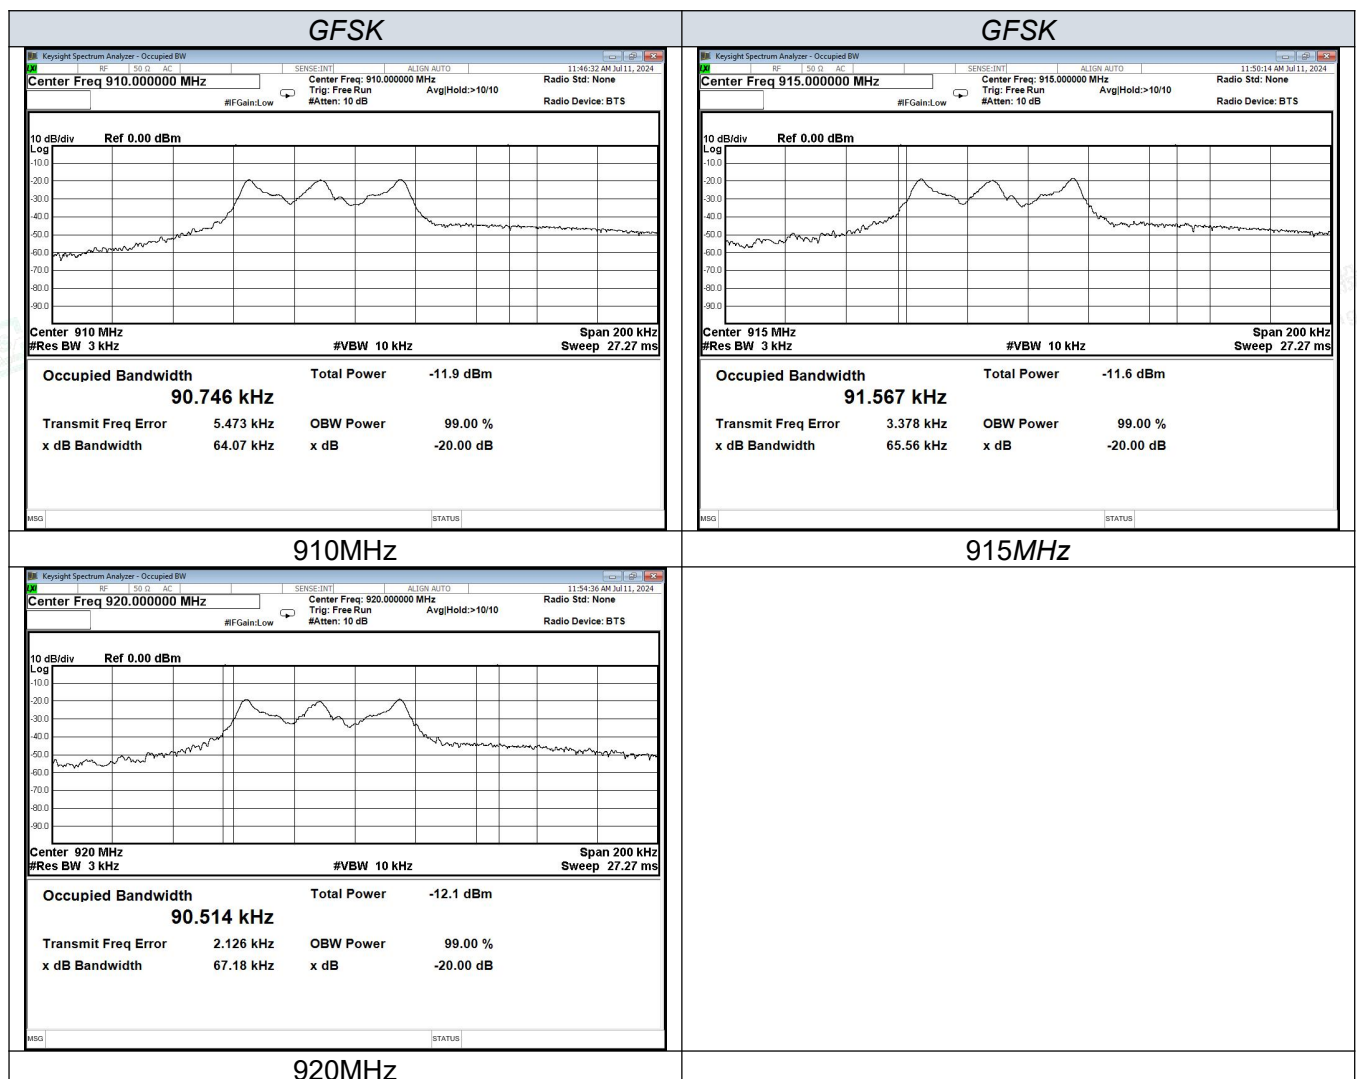 GFSK
GFSK
Keysight Spectrum Analyzer - Occupied BW
LXI RF 50 Ω AC SENSE:INT ALIGN AUTO 11:46:32 AM Jul 11, 2024
Center Freq 910.000000 MHz
Center Freq: 910.000000 MHz
Radio Std: None
Trig: Free Run Avg|Hold:>10/10
#IFGain:Low #Atten: 10 dB Radio Device: BTS
10 dB/div Ref 0.00 dBm
Log
-10.0
-20.0
-30.0
-40.0
-50.0
-60.0
-70.0
-80.0
-90.0
Center 910 MHz Span 200 kHz
#Res BW 3 kHz #VBW 10 kHz Sweep 27.27 ms
Occupied Bandwidth Total Power -11.9 dBm
90.746 kHz
Transmit Freq Error 5.473 kHz OBW Power 99.00 %
x dB Bandwidth 64.07 kHz x dB -20.00 dB
MSG STATUS
Keysight Spectrum Analyzer - Occupied BW
LXI RF 50 Ω AC SENSE:INT ALIGN AUTO 11:50:14 AM Jul 11, 2024
Center Freq 915.000000 MHz
Center Freq: 915.000000 MHz
Radio Std: None
Trig: Free Run Avg|Hold:>10/10
#IFGain:Low #Atten: 10 dB Radio Device: BTS
10 dB/div Ref 0.00 dBm
Log
-10.0
-20.0
-30.0
-40.0
-50.0
-60.0
-70.0
-80.0
-90.0
Center 915 MHz Span 200 kHz
#Res BW 3 kHz #VBW 10 kHz Sweep 27.27 ms
Occupied Bandwidth Total Power -11.6 dBm
91.567 kHz
Transmit Freq Error 3.378 kHz OBW Power 99.00 %
x dB Bandwidth 65.56 kHz x dB -20.00 dB
MSG STATUS
910MHz
915MHz
Keysight Spectrum Analyzer - Occupied BW
LXI RF 50 Ω AC SENSE:INT ALIGN AUTO 11:54:36 AM Jul 11, 2024
Center Freq 920.000000 MHz
Center Freq: 920.000000 MHz
Radio Std: None
Trig: Free Run Avg|Hold:>10/10
#IFGain:Low #Atten: 10 dB Radio Device: BTS
10 dB/div Ref 0.00 dBm
Log
-10.0
-20.0
-30.0
-40.0
-50.0
-60.0
-70.0
-80.0
-90.0
Center 920 MHz Span 200 kHz
#Res BW 3 kHz #VBW 10 kHz Sweep 27.27 ms
Occupied Bandwidth Total Power -12.1 dBm
90.514 kHz
Transmit Freq Error 2.126 kHz OBW Power 99.00 %
x dB Bandwidth 67.18 kHz x dB -20.00 dB
MSG STATUS
920MHz